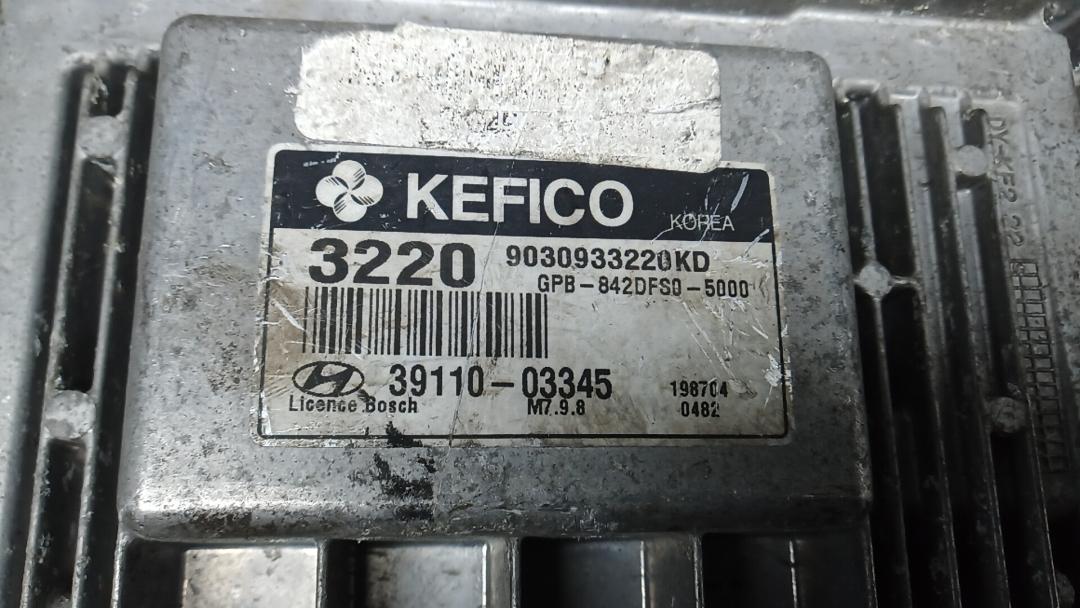 KEFICO
KOREA
3220
9030933220KD
GPB-842DFS0-5000
39110-03345
198704
Licence Bosch
M7.9.8
0482